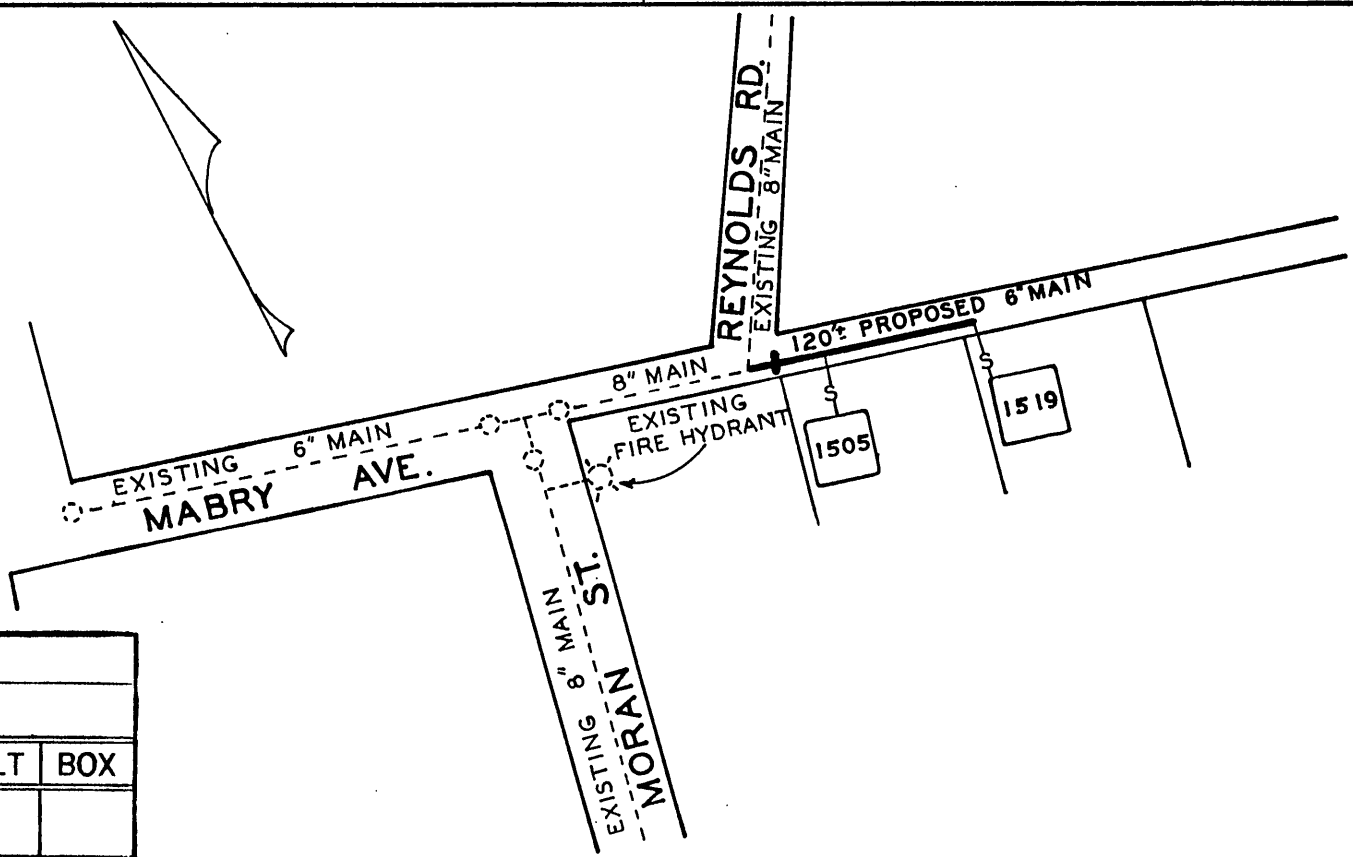 REYNOLDS RD.
EXISTING 8" MAIN
120'± PROPOSED 6" MAIN
8" MAIN
EXISTING 6" MAIN
MABRY AVE.
EXISTING
FIRE HYDRANT
S
1505
S
1519
EXISTING 8" MAIN
MORAN ST.
LT
BOX